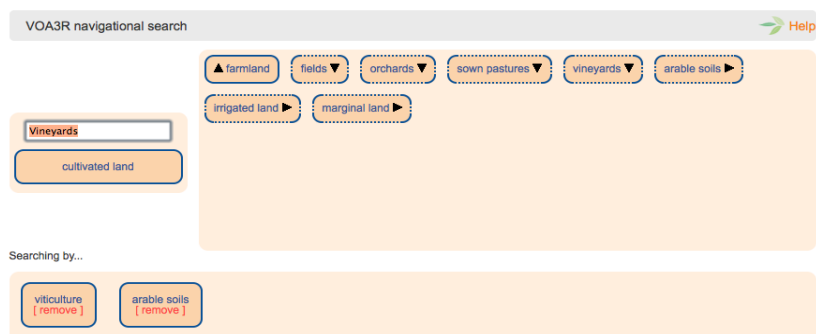 VOA3R navigational search
Help
▲ farmland fields ▼ orchards ▼ sown pastures ▼ vineyards ▼ arable soils ►
irrigated land ► marginal land ►
Vineyards
cultivated land
Searching by...
viticulture arable soils
[ remove ] [ remove ]